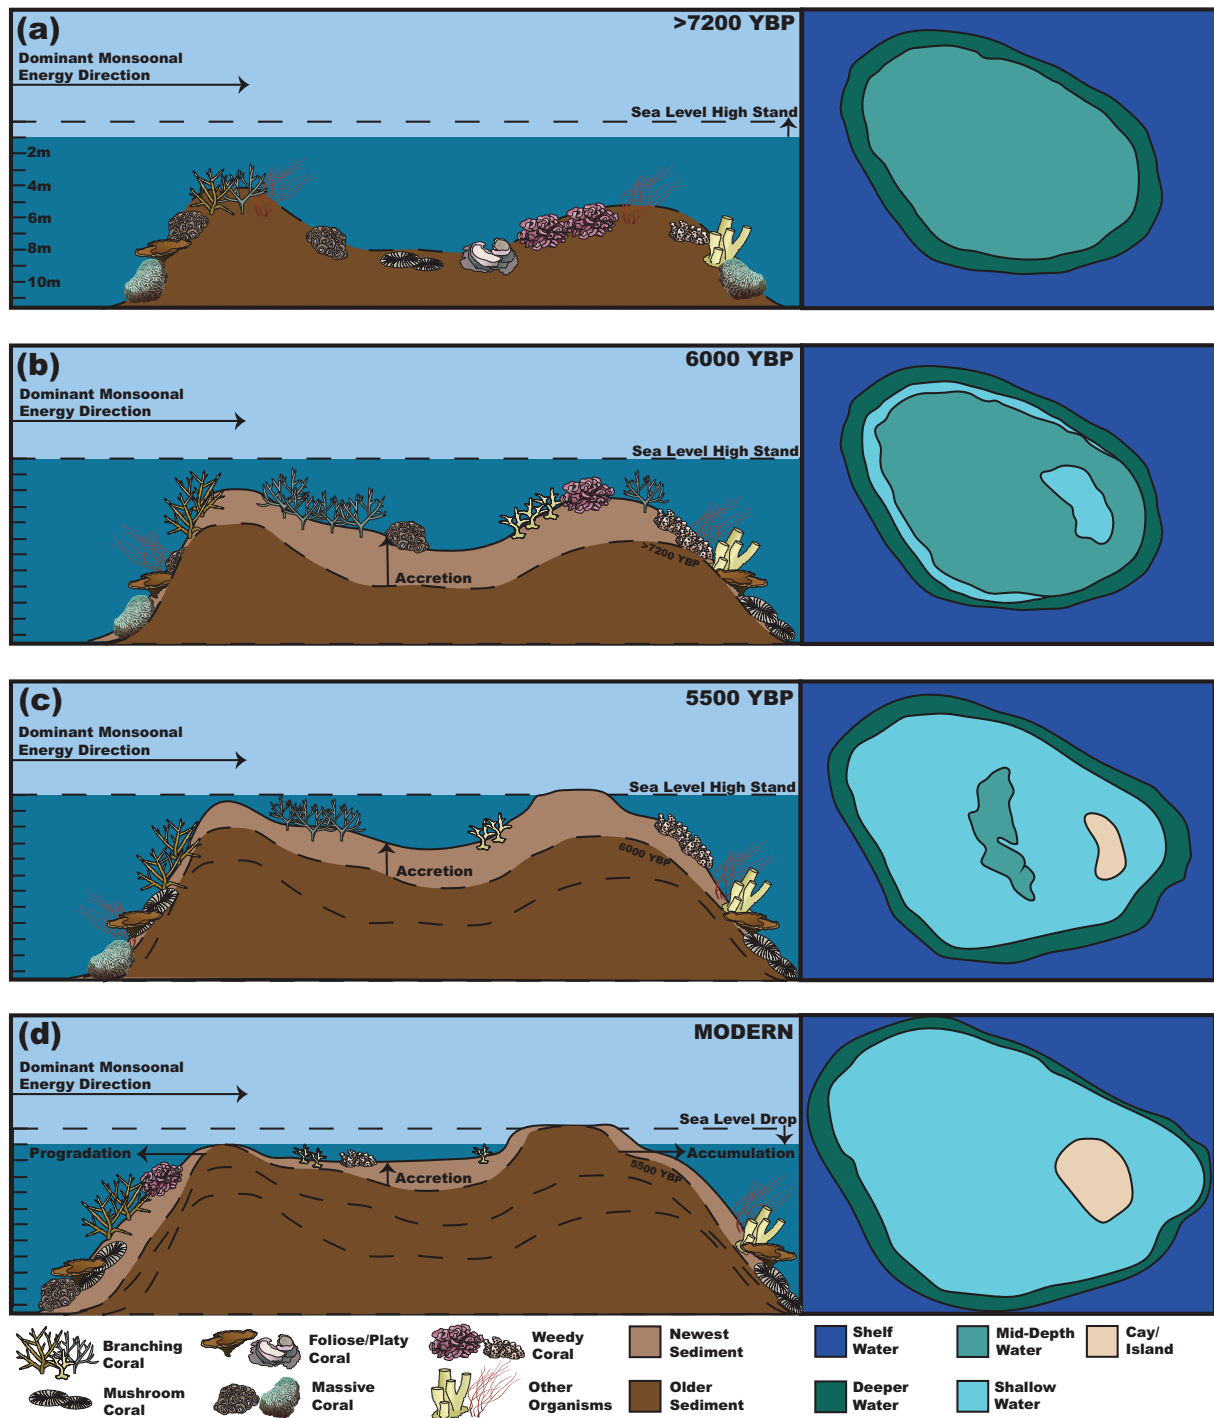 (a)
>7200 YBP
Dominant Monsoonal
Energy Direction
Sea Level High Stand
2m
4m
6m
8m
10m
(b)
6000 YBP
Dominant Monsoonal
Energy Direction
Sea Level High Stand
>7200 YBP
Accretion
(c)
5500 YBP
Dominant Monsoonal
Energy Direction
Sea Level High Stand
6000 YBP
Accretion
(d)
MODERN
Dominant Monsoonal
Energy Direction
Sea Level Drop
Progradation
Accumulation
5500 YBP
Accretion
Branching
Coral
Foliose/Platy
Coral
Weedy
Coral
Newest
Sediment
Shelf
Water
Mid-Depth
Water
Cay/
Island
Mushroom
Coral
Massive
Coral
Other
Organisms
Older
Sediment
Deeper
Water
Shallow
Water